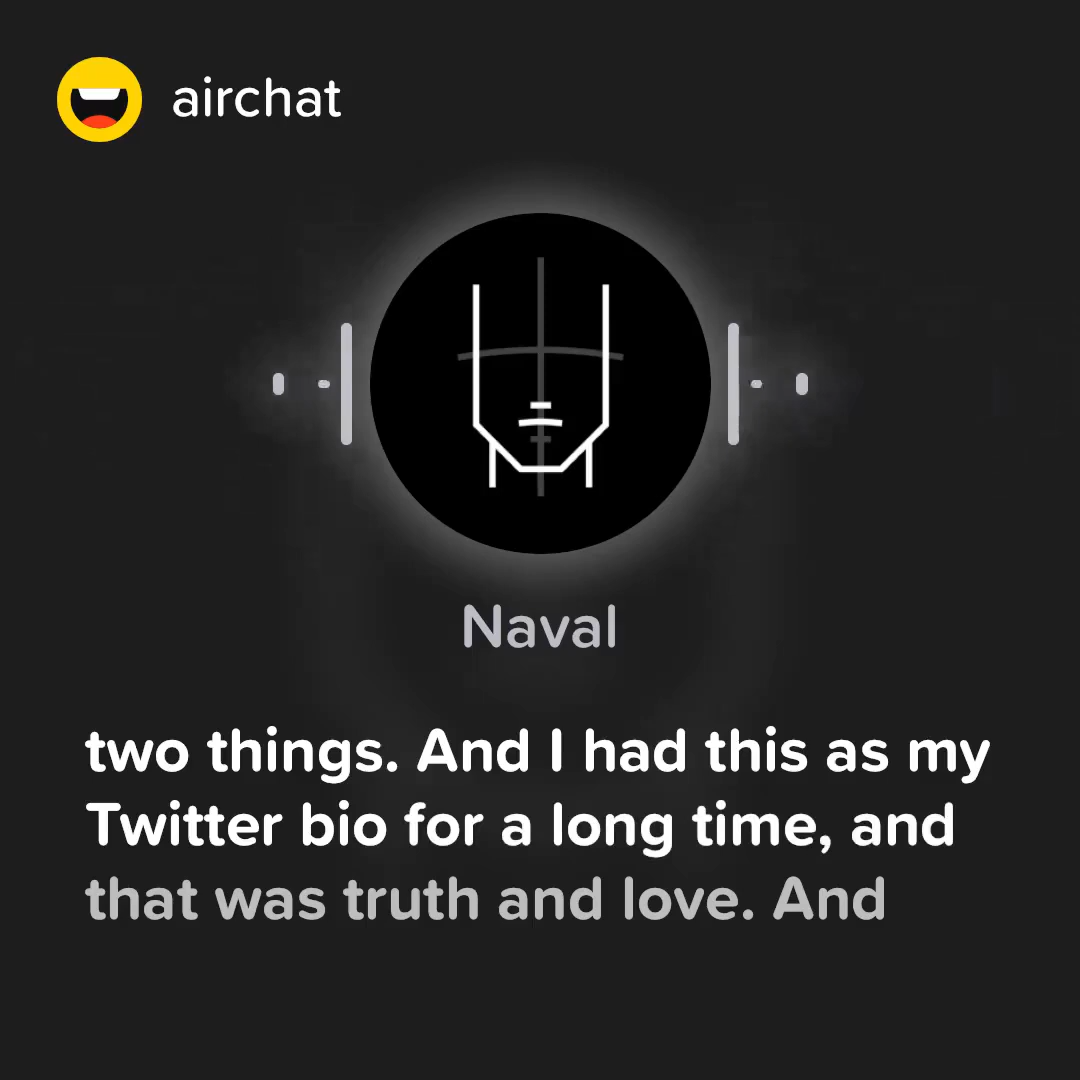 airchat
Naval
two things. And I had this as my
Twitter bio for a long time, and
that was truth and love. And